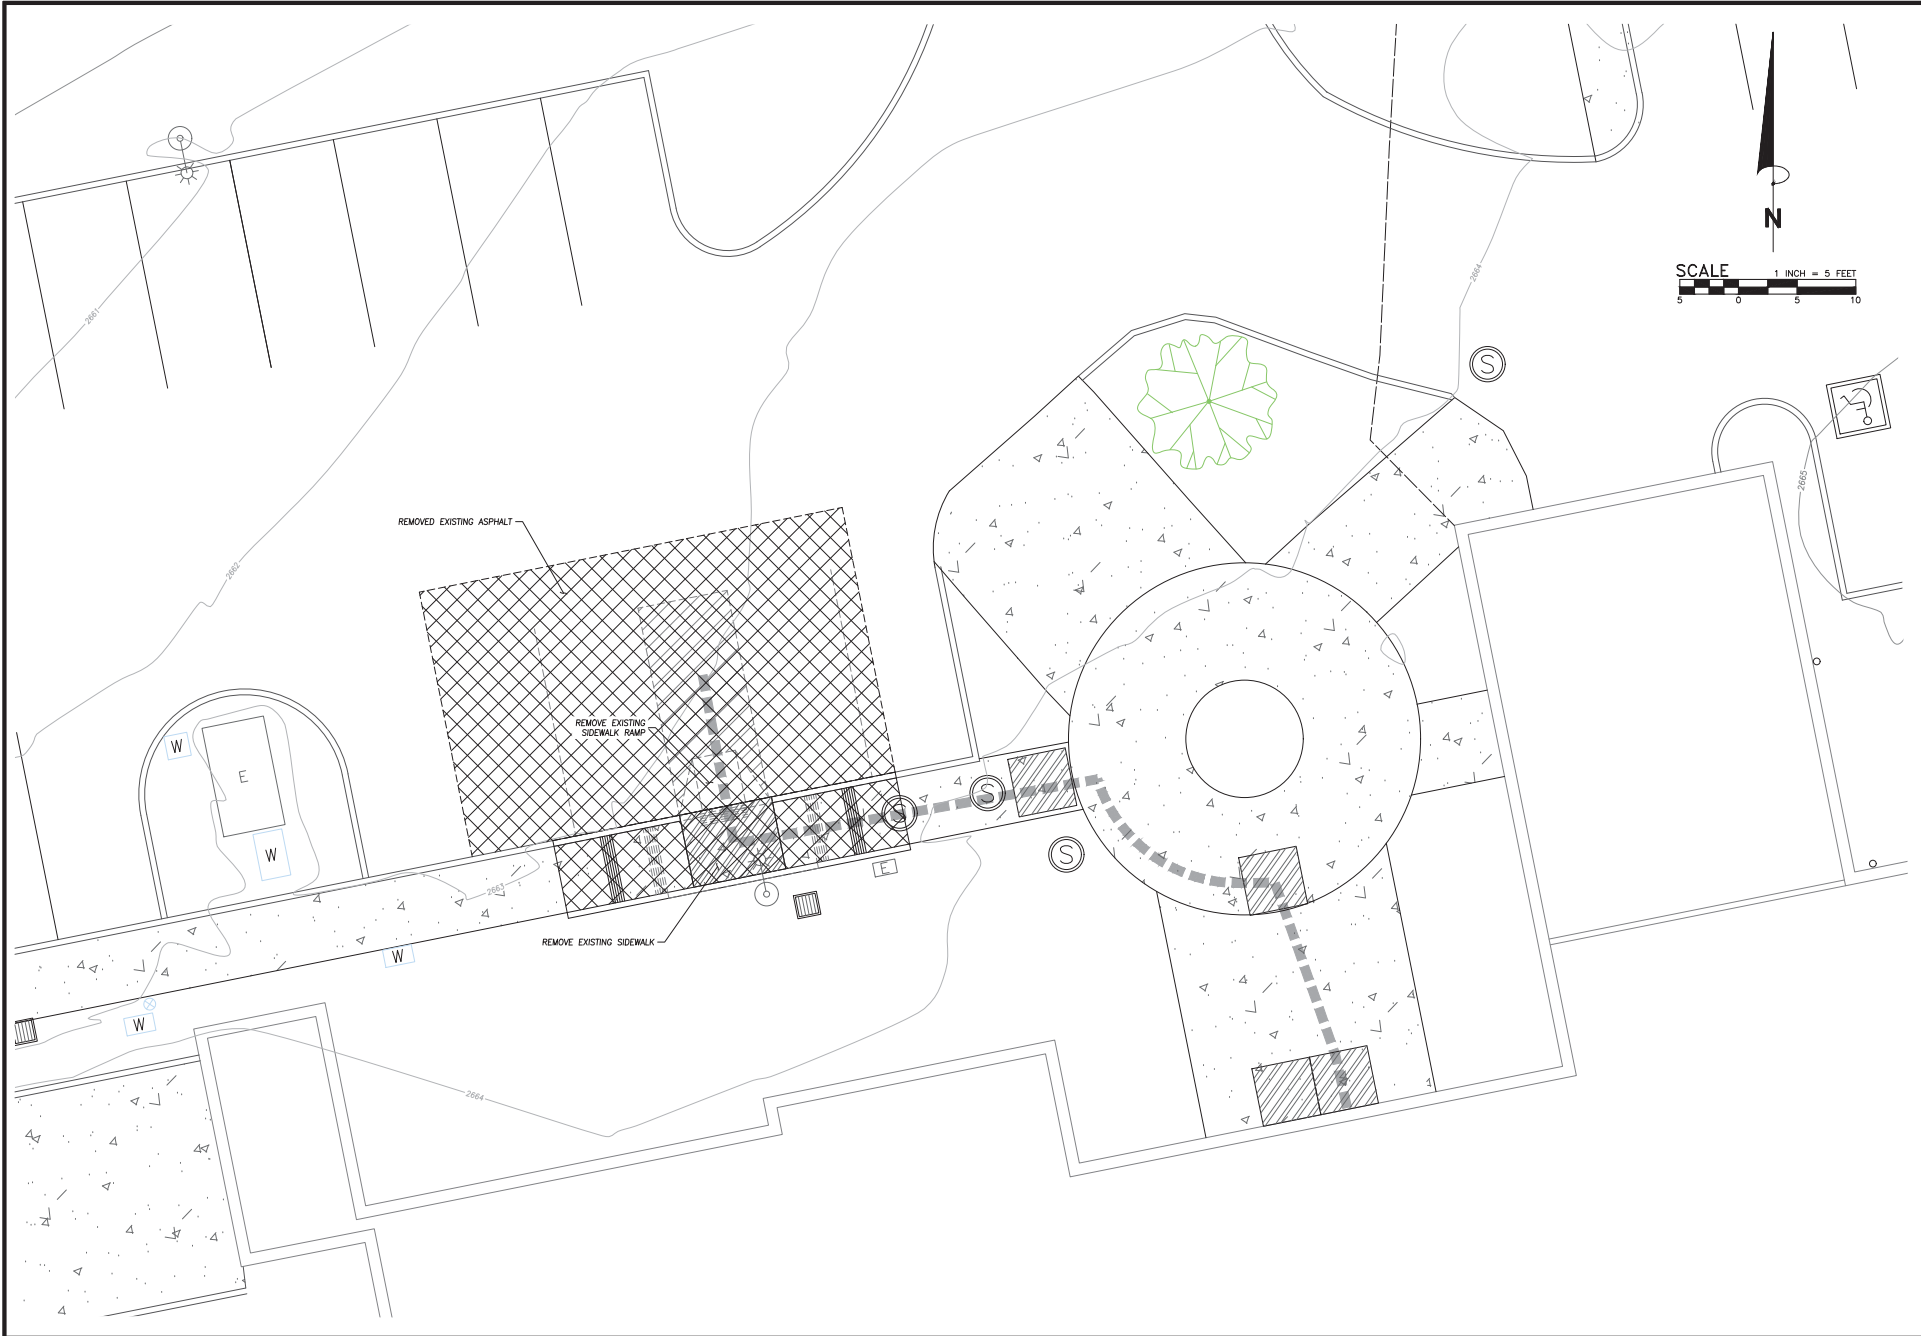 N
SCALE 1 INCH = 5 FEET
5 0 5 10
2661
2664
S
2665
REMOVED EXISTING ASPHALT
2662
REMOVE EXISTING
SIDEWALK RAMP
W
E
S
S
W
S
E
2663
REMOVE EXISTING SIDEWALK
W
W
2664